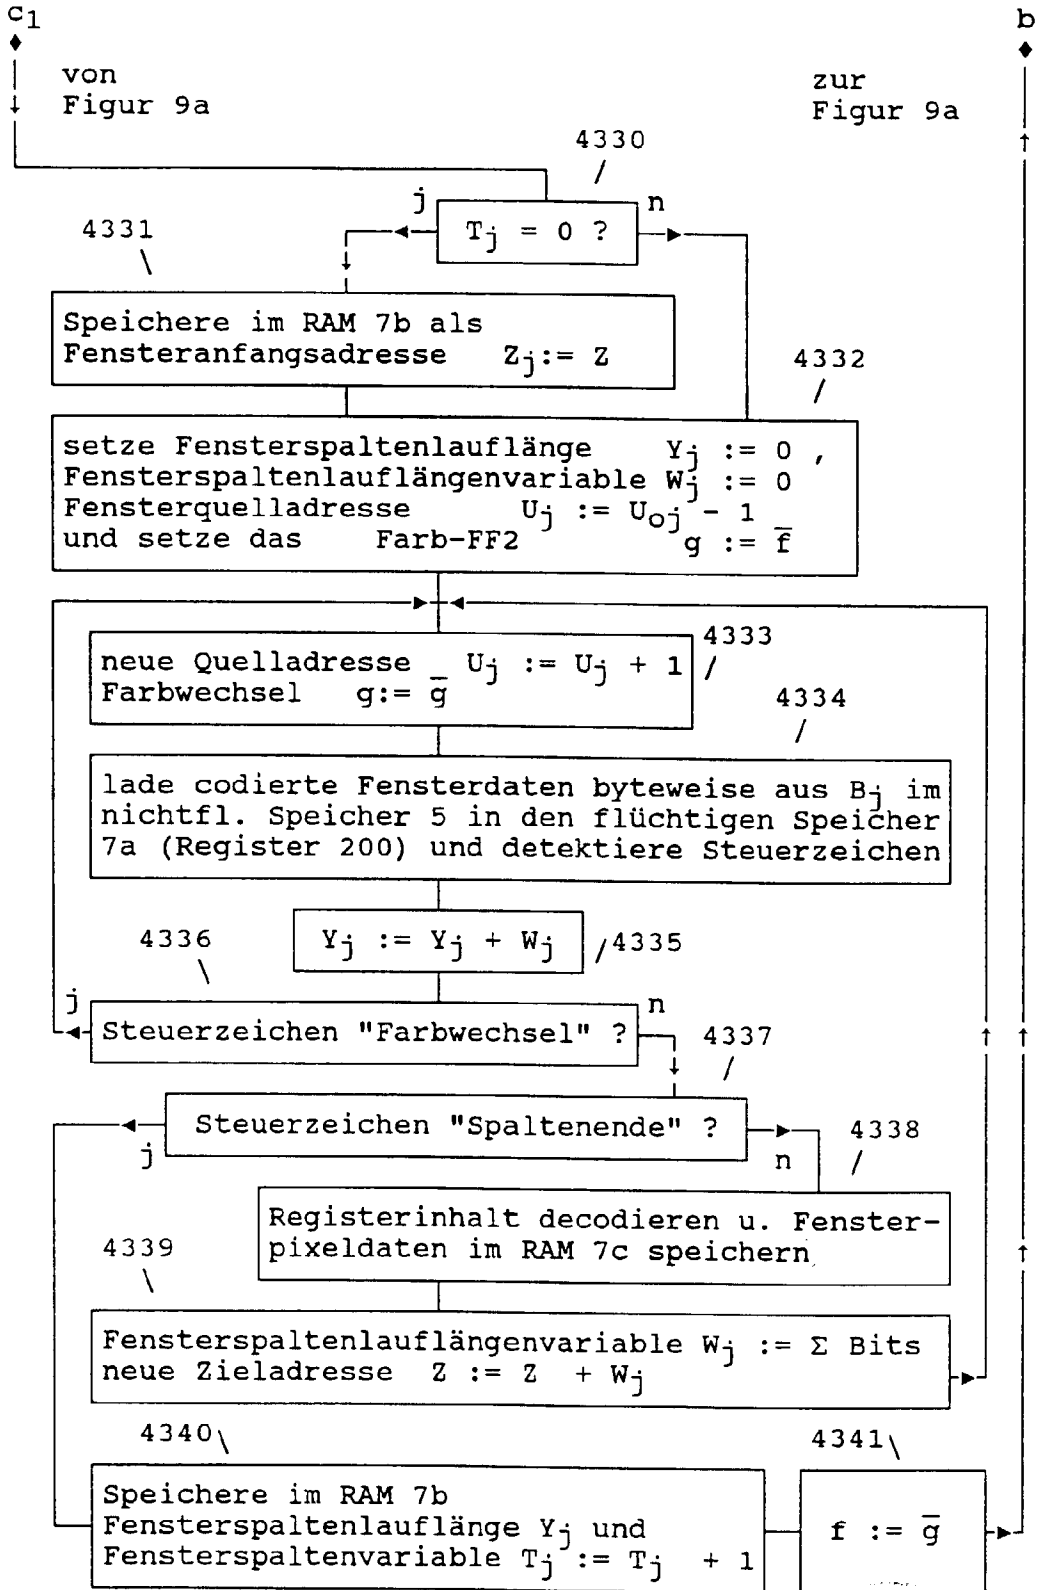 c1
b
von
Figur 9a
zur
Figur 9a
4330
j
n
Tj = 0 ?
4331
Speichere im RAM 7b als
Fensteranfangsadresse Zj:= Z
4332
setze Fensterspaltenlauflänge Yj := 0 ,
Fensterspaltenlauflängenvariable Wj := 0
Fensterquelladresse Uj := Uoj - 1
und setze das Farb-FF2 g := f̅
4333
neue Quelladresse Uj := Uj + 1
Farbwechsel g:= g̅
4334
lade codierte Fensterdaten byteweise aus Bj im
nichtfl. Speicher 5 in den flüchtigen Speicher
7a (Register 200) und detektiere Steuerzeichen
4336
Yj := Yj + Wj
4335
j
n
Steuerzeichen "Farbwechsel" ?
4337
Steuerzeichen "Spaltenende" ?
j
n
4338
Registerinhalt decodieren u. Fenster-
pixeldaten im RAM 7c speichern
4339
Fensterspaltenlauflängenvariable Wj := Σ Bits
neue Zieladresse Z := Z + Wj
4340
4341
Speichere im RAM 7b
Fensterspaltenlauflänge Yj und
Fensterspaltenvariable Tj := Tj + 1
f := g̅